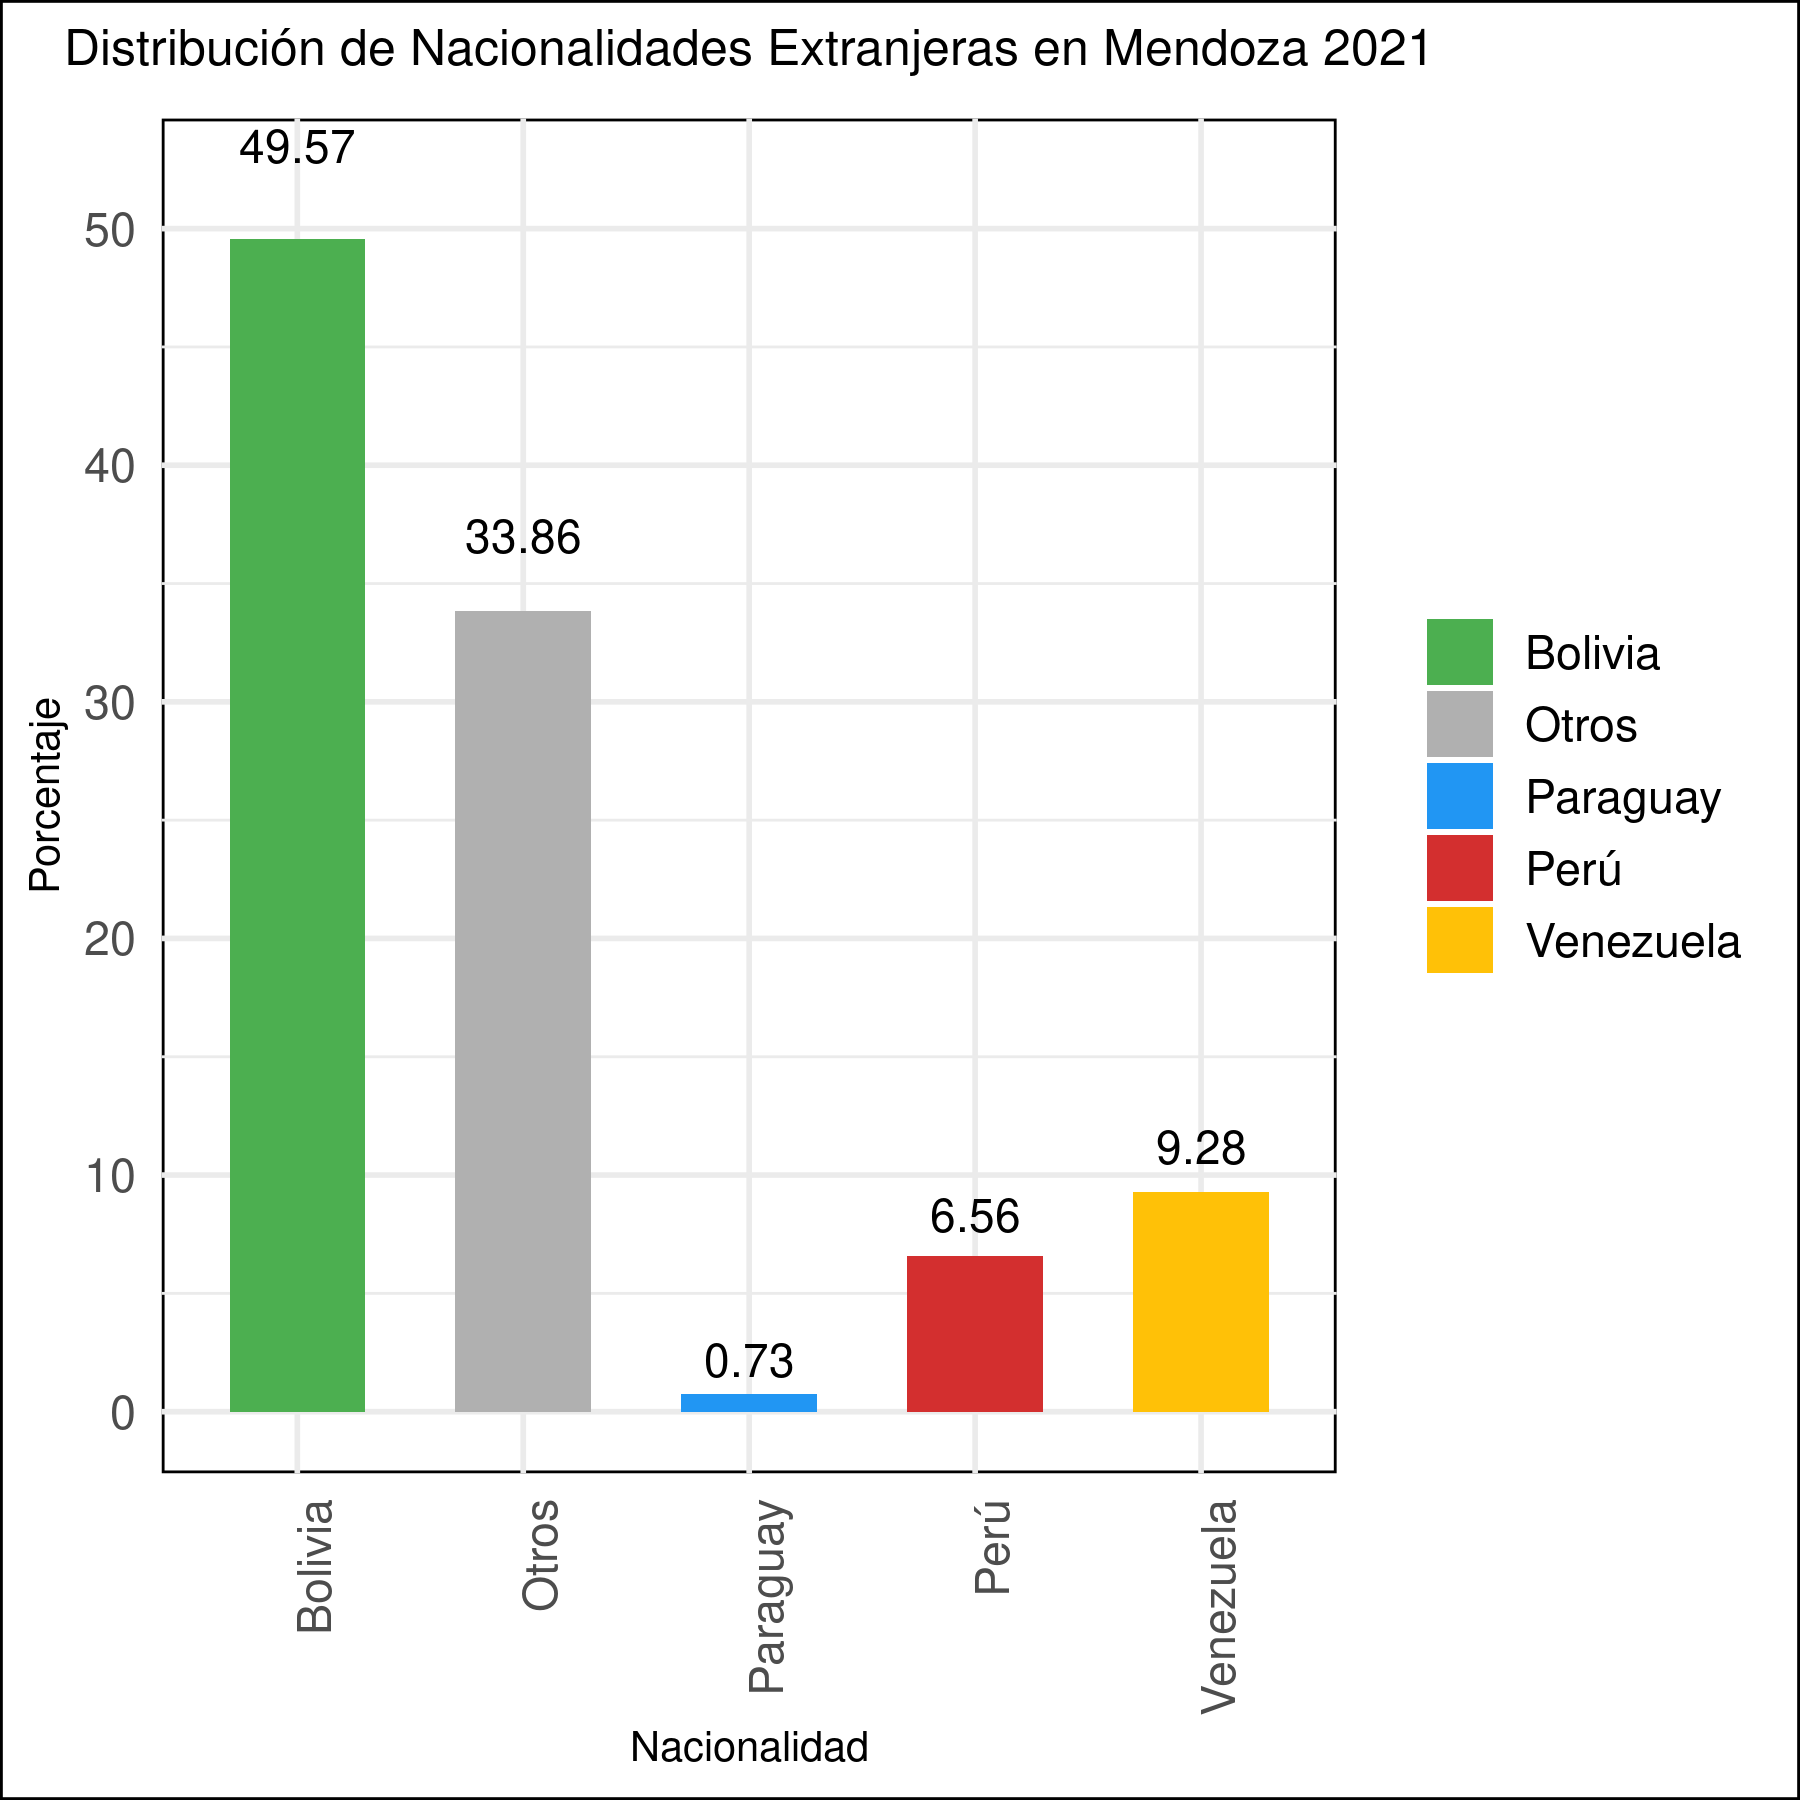 Distribución de Nacionalidades Extranjeras en Mendoza 2021
49.57
50
40
33.86
30
20
10
9.28
6.56
0.73
0
Porcentaje
Bolivia
Otros
Paraguay
Perú
Venezuela
Nacionalidad
Bolivia
Otros
Paraguay
Perú
Venezuela